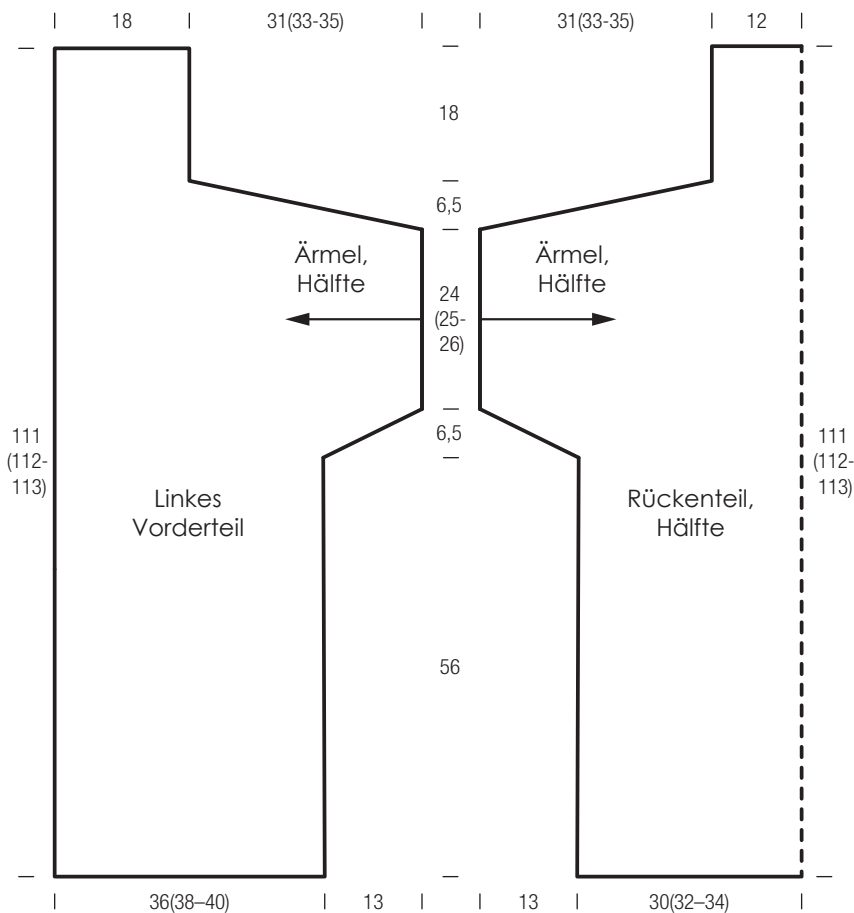 18 31(33-35) 31(33-35) 12
18
6,5
Ärmel,
Hälfte
Ärmel,
Hälfte
24
(25-
26)
6,5
111
(112-
113)
111
(112-
113)
Linkes
Vorderteil
Rückenteil,
Hälfte
56
36(38–40) 13 13 30(32–34)